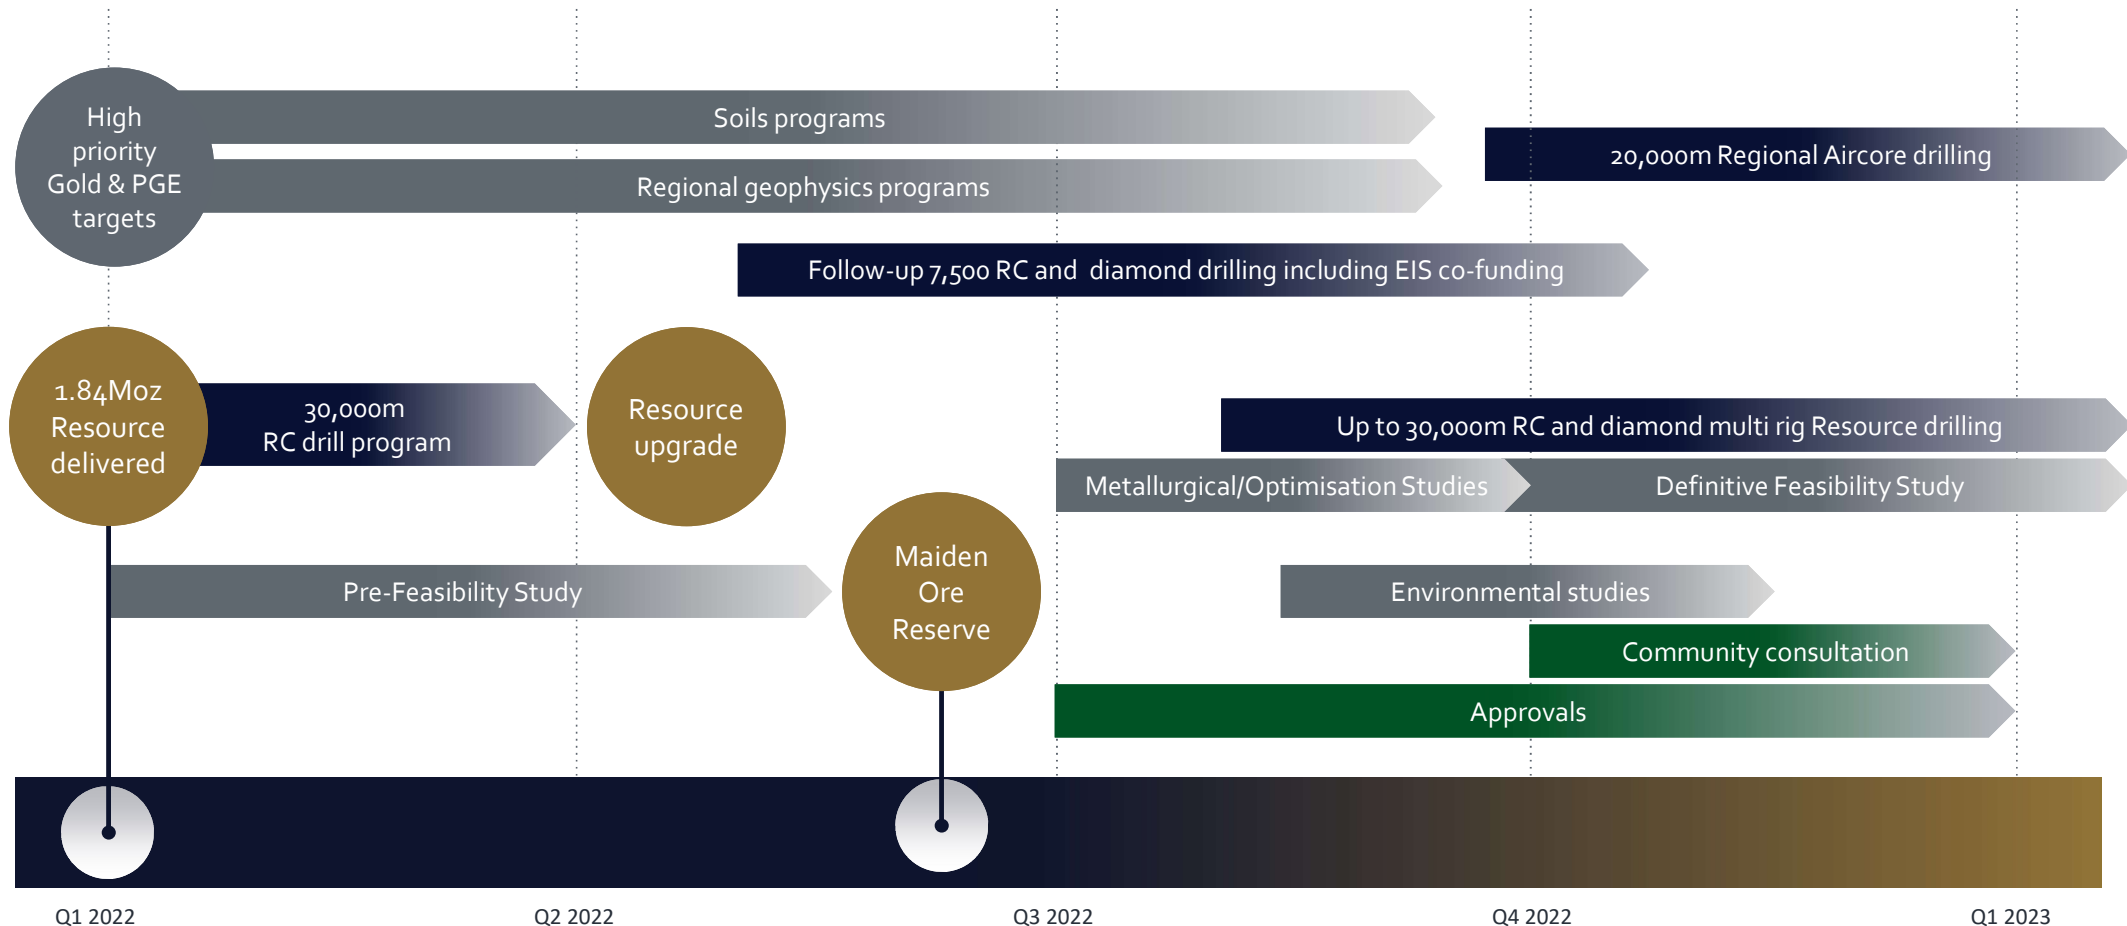 High
priority
Gold & PGE
targets
Soils programs
Regional geophysics programs
20,000m Regional Aircore drilling
Follow-up 7,500 RC and  diamond drilling including EIS co-funding
1.84Moz
Resource
delivered
30,000m
RC drill program
Resource
upgrade
Up to 30,000m RC and diamond multi rig Resource drilling
Metallurgical/Optimisation Studies
Definitive Feasibility Study
Maiden
Ore
Reserve
Pre-Feasibility Study
Environmental studies
Community consultation
Approvals
Q1 2022
Q2 2022
Q3 2022
Q4 2022
Q1 2023